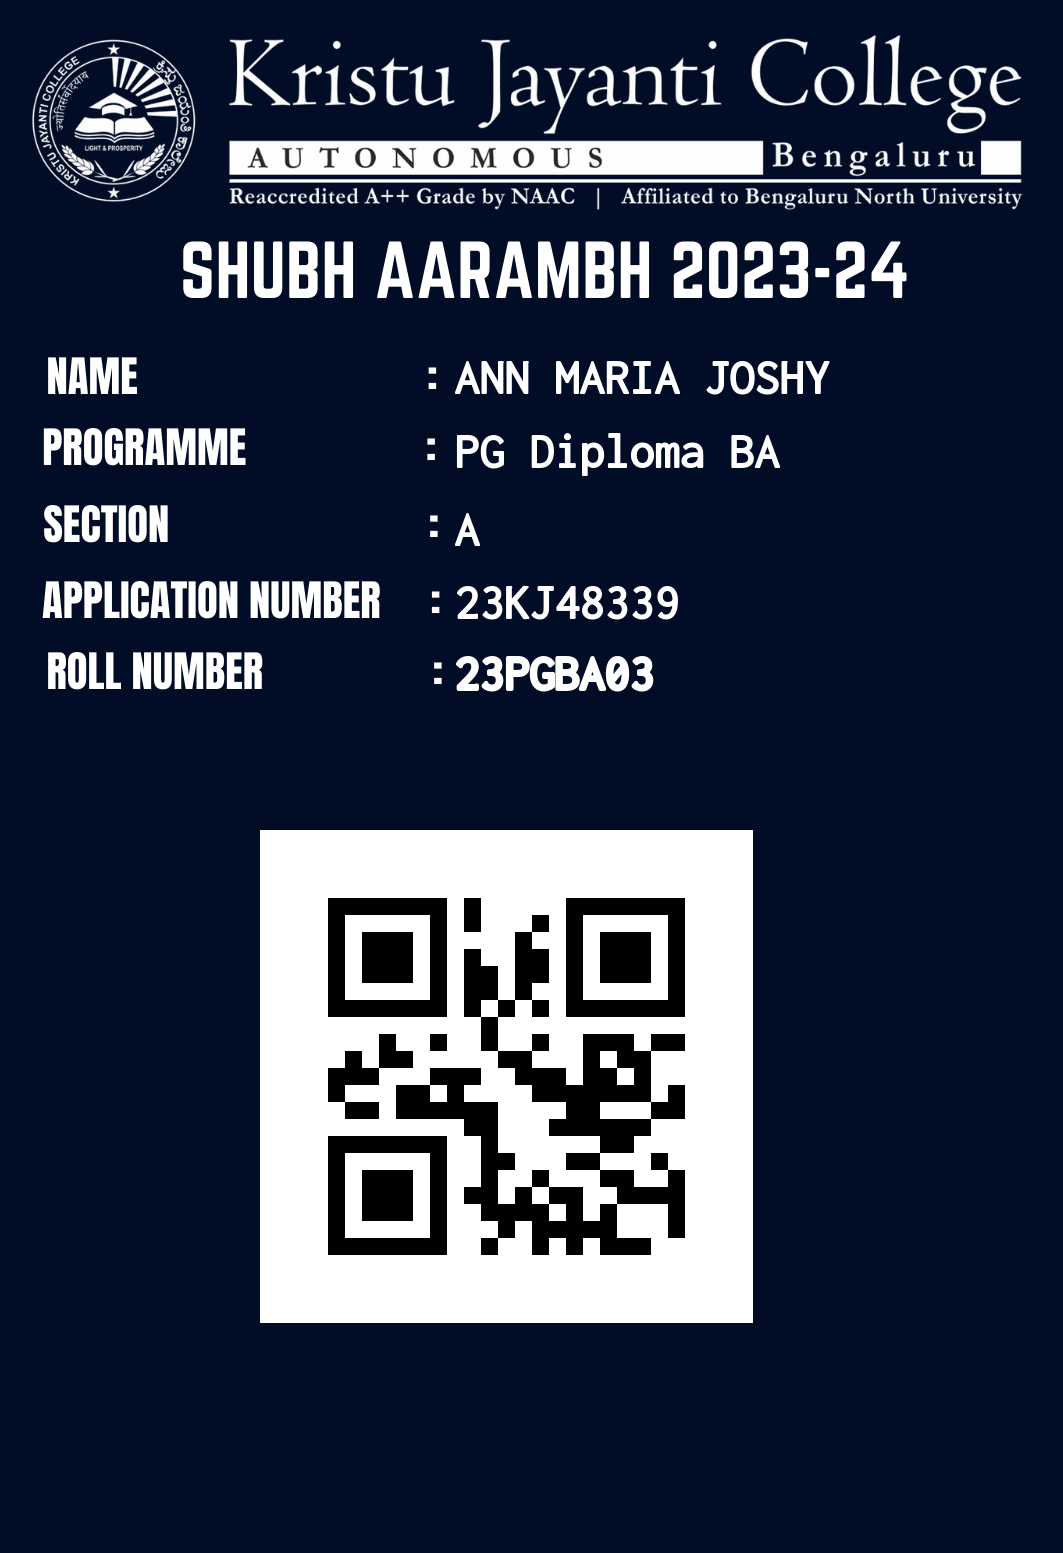 Kristu Jayanti College
AUTONOMOUS Bengaluru
Reaccredited A++ Grade by NAAC | Affiliated to Bengaluru North University
KRISTU JAYANTI COLLEGE
LIGHT & PROSPERITY
SHUBH AARAMBH 2023-24
NAME : ANN MARIA JOSHY
PROGRAMME : PG Diploma BA
SECTION : A
APPLICATION NUMBER : 23KJ48339
ROLL NUMBER : 23PGBA03